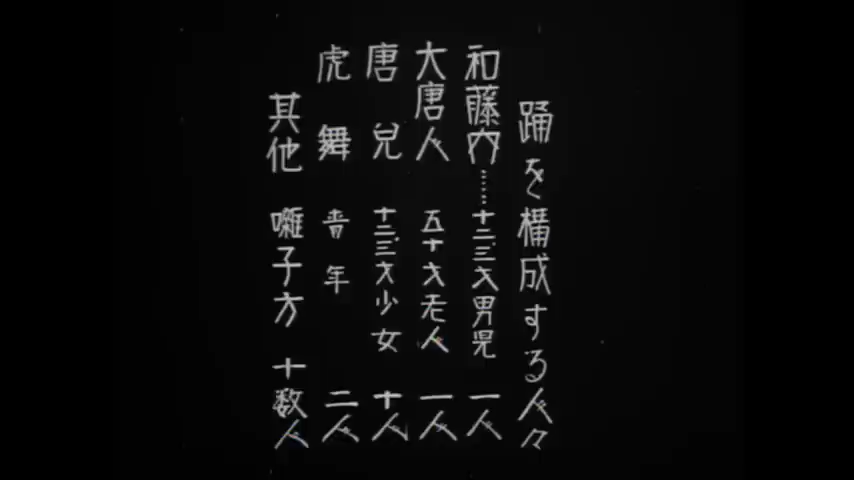 踊を構成する人々
和藤内……十二、三才男児 一人
大唐人 五十才老人 一人
唐児 十二、三才少女 十人
虎舞 青年 二人
其他 囃子方 十数人